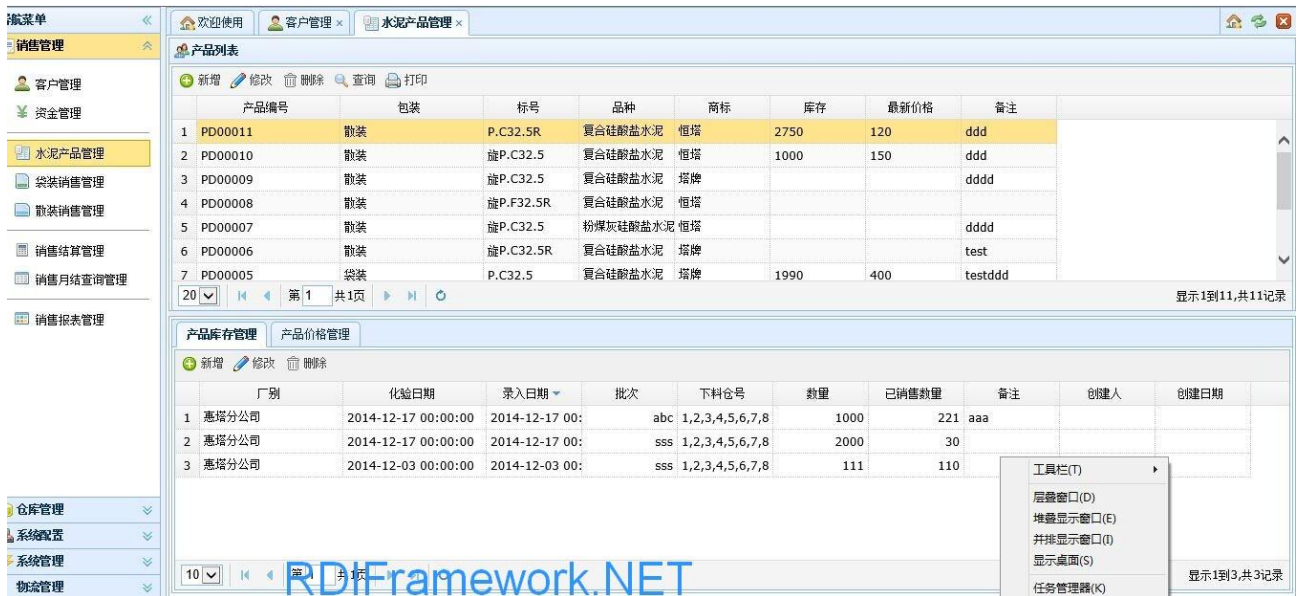 航菜单
销售管理
客户管理
资金管理
水泥产品管理
袋装销售管理
散装销售管理
销售结算管理
销售月结查询管理
销售报表管理
仓库管理
系统配置
系统管理
物流管理
欢迎使用 客户管理 × 水泥产品管理 ×
产品列表
新增 修改 删除 查询 打印
产品编号 包装 标号 品种 商标 库存 最新价格 备注
1 PD00011 散装 P.C32.5R 复合硅酸盐水泥 恒塔 2750 120 ddd
2 PD00010 散装 旋P.C32.5 复合硅酸盐水泥 恒塔 1000 150 ddd
3 PD00009 散装 旋P.C32.5 复合硅酸盐水泥 塔牌 dddd
4 PD00008 散装 旋P.F32.5R 复合硅酸盐水泥 恒塔
5 PD00007 散装 旋P.C32.5 粉煤灰硅酸盐水泥 恒塔 dddd
6 PD00006 散装 旋P.C32.5R 复合硅酸盐水泥 塔牌 test
7 PD00005 袋装 P.C32.5 复合硅酸盐水泥 塔牌 1990 400 testddd
20 第 1 共1页 显示1到11,共11记录
产品库存管理 产品价格管理
新增 修改 删除
厂别 化验日期 录入日期 批次 下料仓号 数量 已销售数量 备注 创建人 创建日期
1 惠塔分公司 2014-12-17 00:00:00 2014-12-17 00: abc 1,2,3,4,5,6,7,8 1000 221 aaa
2 惠塔分公司 2014-12-17 00:00:00 2014-12-17 00: sss 1,2,3,4,5,6,7,8 2000 30
3 惠塔分公司 2014-12-03 00:00:00 2014-12-03 00: sss 1,2,3,4,5,6,7,8 111 110
工具栏(T)
层叠窗口(D)
堆叠显示窗口(E)
并排显示窗口(I)
显示桌面(S)
任务管理器(K)
10 第 1 共1页 显示1到3,共3记录
RDIFramework.NET